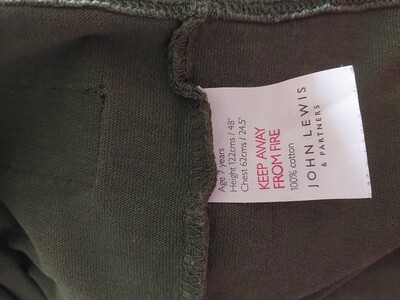 Age 7 years
Height 122cms / 48"
Chest 62cms / 24.5"
KEEP AWAY
FROM FIRE
100% cotton
JOHN LEWIS
& PARTNERS